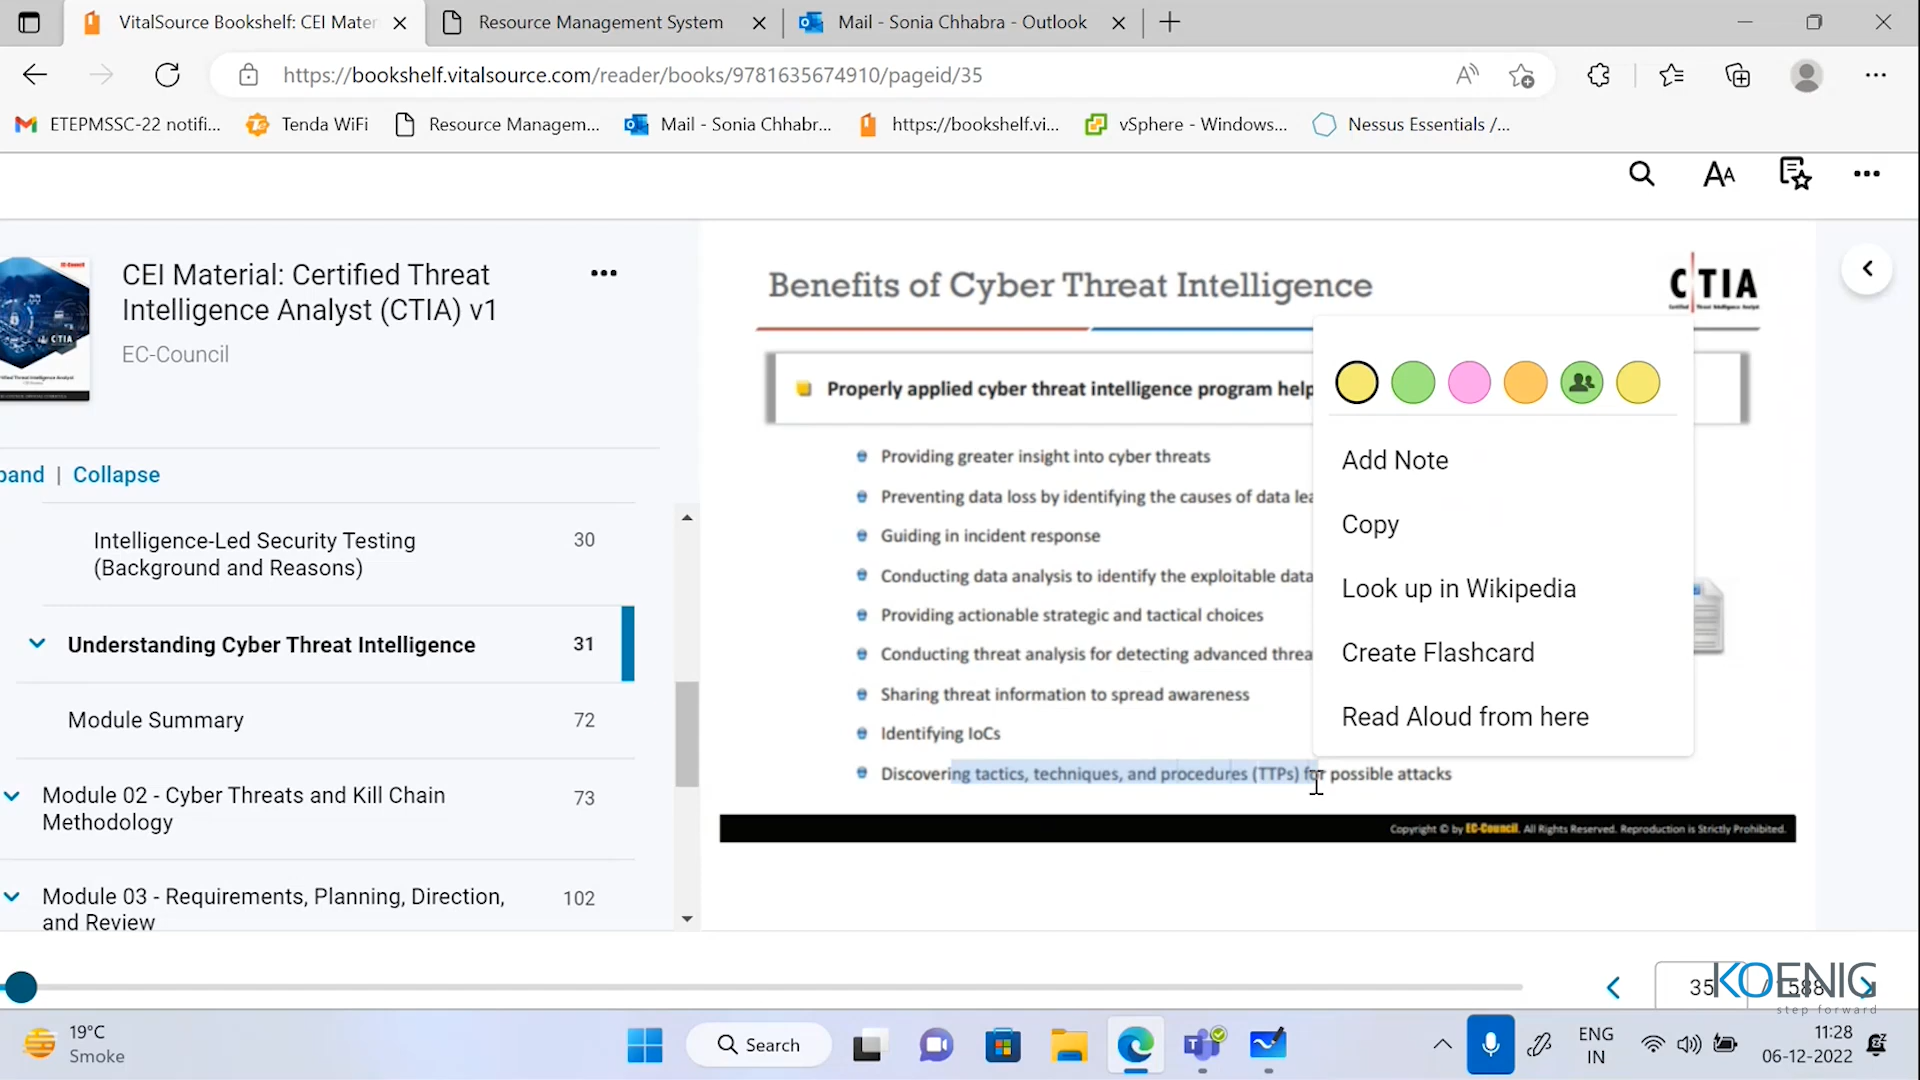 VitalSource Bookshelf: CEI Mater
Resource Management System
Mail - Sonia Chhabra - Outlook
https://bookshelf.vitalsource.com/reader/books/9781635674910/pageid/35
ETEPMSSC-22 notifi...
Tenda WiFi
Resource Managem...
Mail - Sonia Chhabr...
https://bookshelf.vi...
vSphere - Windows...
Nessus Essentials /...
CEI Material: Certified Threat
Intelligence Analyst (CTIA) v1
EC-Council
pand | Collapse
Intelligence-Led Security Testing 30
(Background and Reasons)
Understanding Cyber Threat Intelligence 31
Module Summary 72
Module 02 - Cyber Threats and Kill Chain 73
Methodology
Module 03 - Requirements, Planning, Direction, 102
and Review
Benefits of Cyber Threat Intelligence
CTIA
Certified Threat Intelligence Analyst
Properly applied cyber threat intelligence program help
Providing greater insight into cyber threats
Preventing data loss by identifying the causes of data lea
Guiding in incident response
Conducting data analysis to identify the exploitable data
Providing actionable strategic and tactical choices
Conducting threat analysis for detecting advanced threa
Sharing threat information to spread awareness
Identifying IoCs
Discovering tactics, techniques, and procedures (TTPs) for possible attacks
Copyright © by EC-Council. All Rights Reserved. Reproduction is Strictly Prohibited.
Add Note
Copy
Look up in Wikipedia
Create Flashcard
Read Aloud from here
35 / 1588
KOENIG
step forward
19°C
Smoke
Search
ENG
IN
11:28
06-12-2022